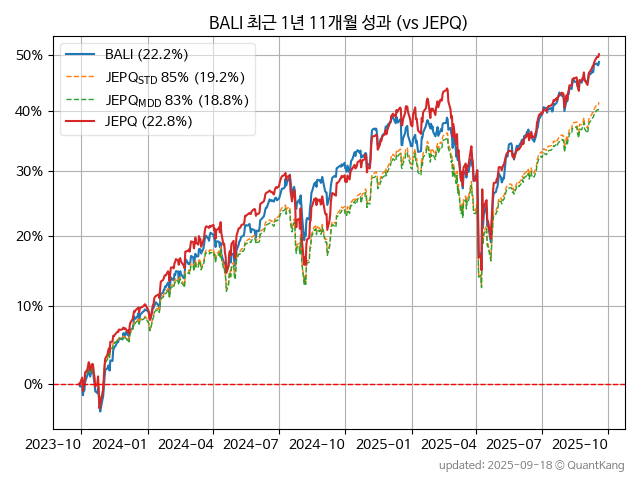 BALI 최근 1년 11개월 성과 (vs JEPQ)
BALI (22.2%)
JEPQSTD 85% (19.2%)
JEPQMDD 83% (18.8%)
JEPQ (22.8%)
50%
40%
30%
20%
10%
0%
2023-10 2024-01 2024-04 2024-07 2024-10 2025-01 2025-04 2025-07 2025-10
updated: 2025-09-18 © QuantKang